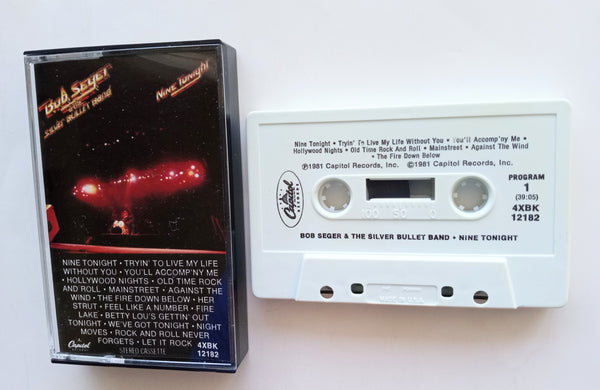 BOB SEGER
AND THE
SILVER BULLET BAND
NINE TONIGHT
NINE TONIGHT • TRYIN' TO LIVE MY LIFE
WITHOUT YOU • YOU'LL ACCOMP'NY ME
• HOLLYWOOD NIGHTS • OLD TIME ROCK
AND ROLL • MAINSTREET • AGAINST THE
WIND • THE FIRE DOWN BELOW • HER
STRUT • FEEL LIKE A NUMBER • FIRE
LAKE • BETTY LOU'S GETTIN' OUT
TONIGHT • WE'VE GOT TONIGHT • NIGHT
MOVES • ROCK AND ROLL NEVER
FORGETS • LET IT ROCK
Capitol
STEREO CASSETTE
4XBK
12182
Nine Tonight • Tryin' To Live My Life Without You • You'll Accomp'ny Me •
Hollywood Nights • Old Time Rock And Roll • Mainstreet • Against The Wind
• The Fire Down Below
℗1981 Capitol Records, Inc. ©1981 Capitol Records, Inc.
Capitol
RECORDS
PROGRAM
1
(39:05)
4XBK
12182
100 50 0
BOB SEGER & THE SILVER BULLET BAND • NINE TONIGHT
MADE IN U.S.A.